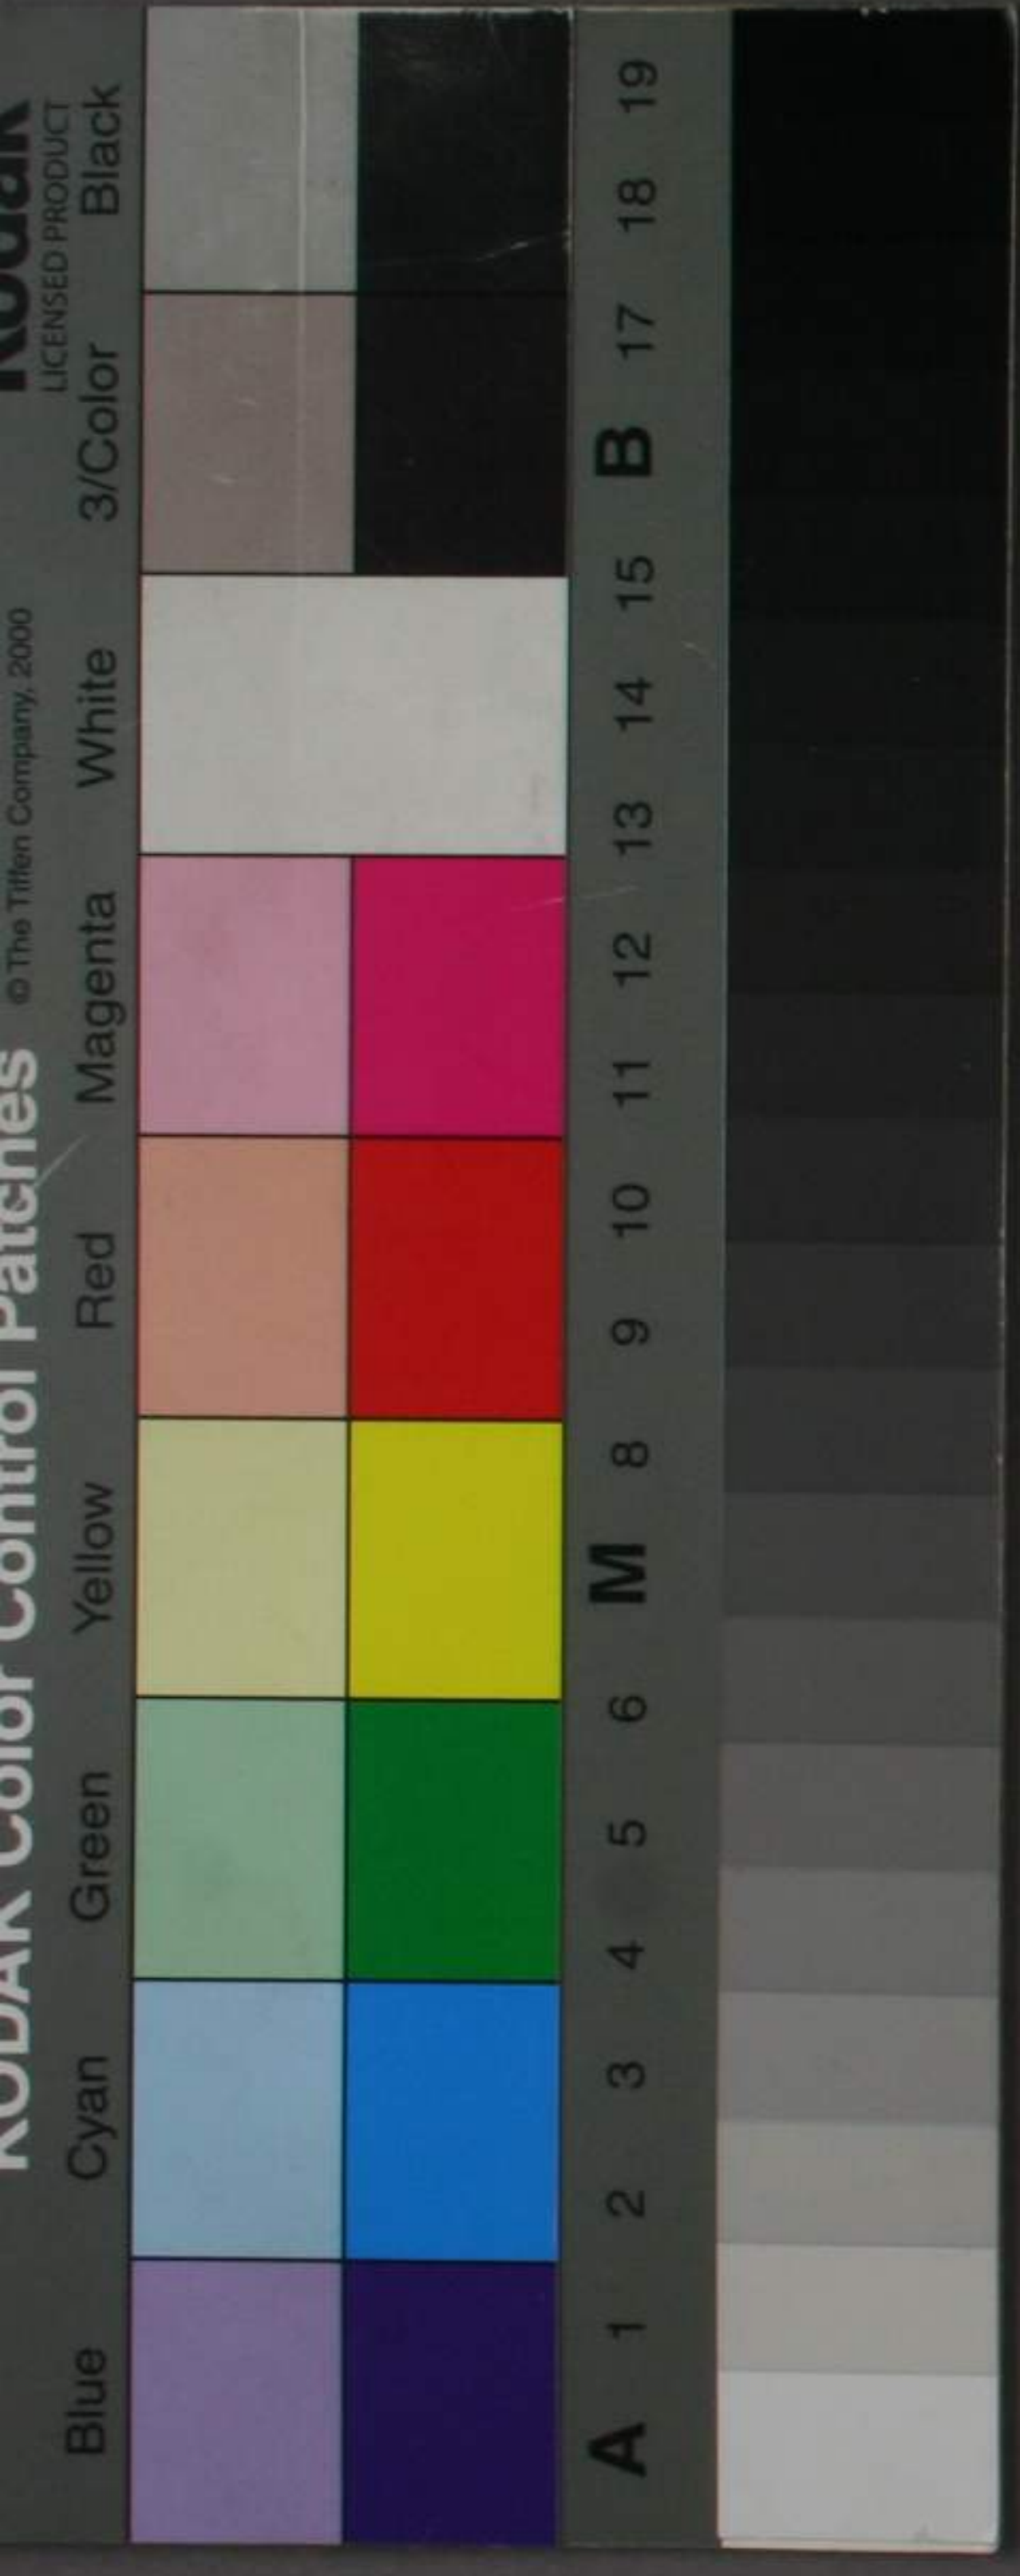 KODAK Color Control Patches © The Tiffen Company, 2000 Kodak
LICENSED PRODUCT
Blue Cyan Green Yellow Red Magenta White 3/Color Black
A 1 2 3 4 5 6 M 8 9 10 11 12 13 14 15 B 17 18 19